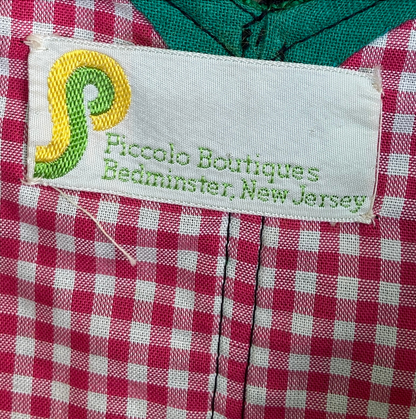 Piccolo Boutiques
Bedminster, New Jersey